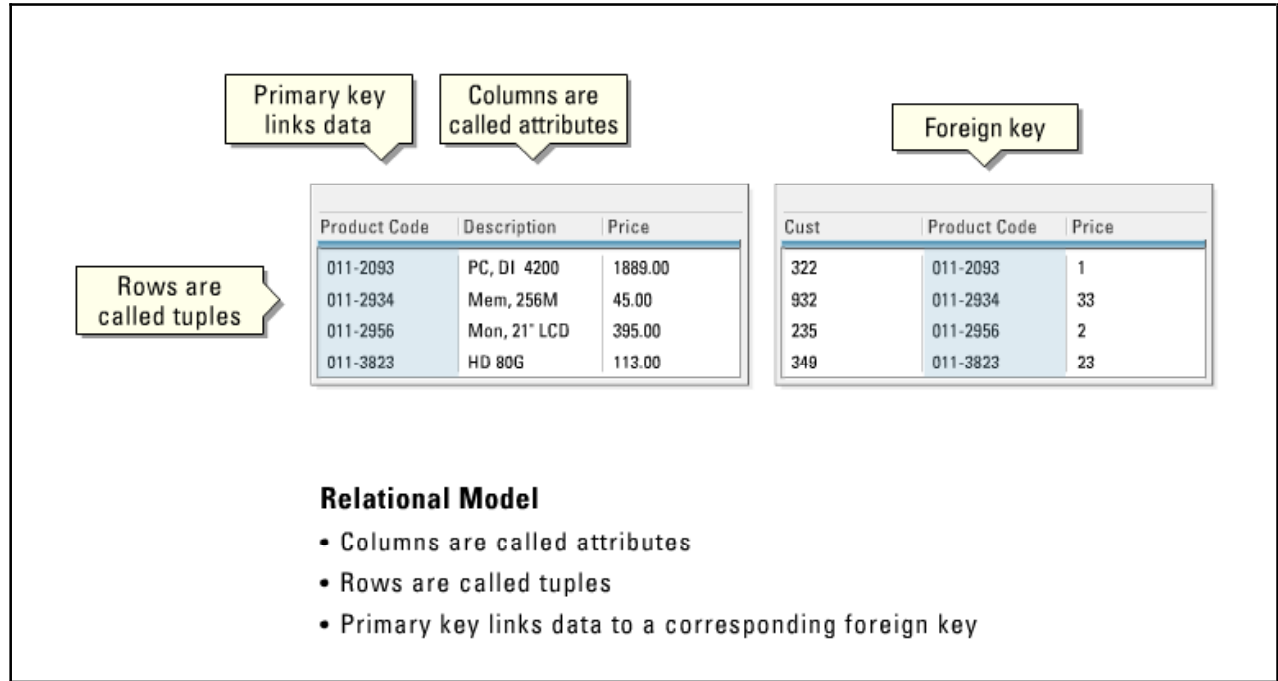 Primary key
links data
Columns are
called attributes
Foreign key
Rows are
called tuples
Product Code Description Price
011-2093 PC, DI 4200 1889.00
011-2934 Mem, 256M 45.00
011-2956 Mon, 21" LCD 395.00
011-3823 HD 80G 113.00
Cust Product Code Price
322 011-2093 1
932 011-2934 33
235 011-2956 2
349 011-3823 23
Relational Model
• Columns are called attributes
• Rows are called tuples
• Primary key links data to a corresponding foreign key